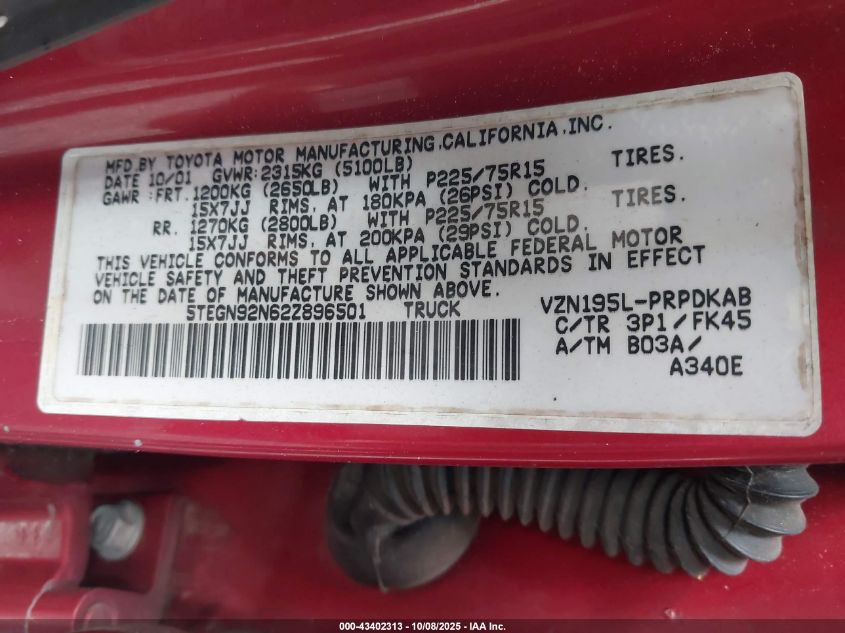 MFD BY TOYOTA MOTOR MANUFACTURING,CALIFORNIA,INC.
DATE 10/01 GVWR:2315KG (5100LB)
GAWR :FRT. 1200KG (2650LB) WITH P225/75R15 TIRES.
15X7JJ RIMS, AT 180KPA (26PSI) COLD.
RR. 1270KG (2800LB) WITH P225/75R15 TIRES.
15X7JJ RIMS, AT 200KPA (29PSI) COLD.
THIS VEHICLE CONFORMS TO ALL APPLICABLE FEDERAL MOTOR
VEHICLE SAFETY AND THEFT PREVENTION STANDARDS IN EFFECT
ON THE DATE OF MANUFACTURE SHOWN ABOVE.
5TEGN92N62Z896501 TRUCK VZN195L-PRPDKAB
C/TR 3P1/FK45
A/TM B03A/
A340E
000-43402313 - 10/08/2025 - IAA Inc.